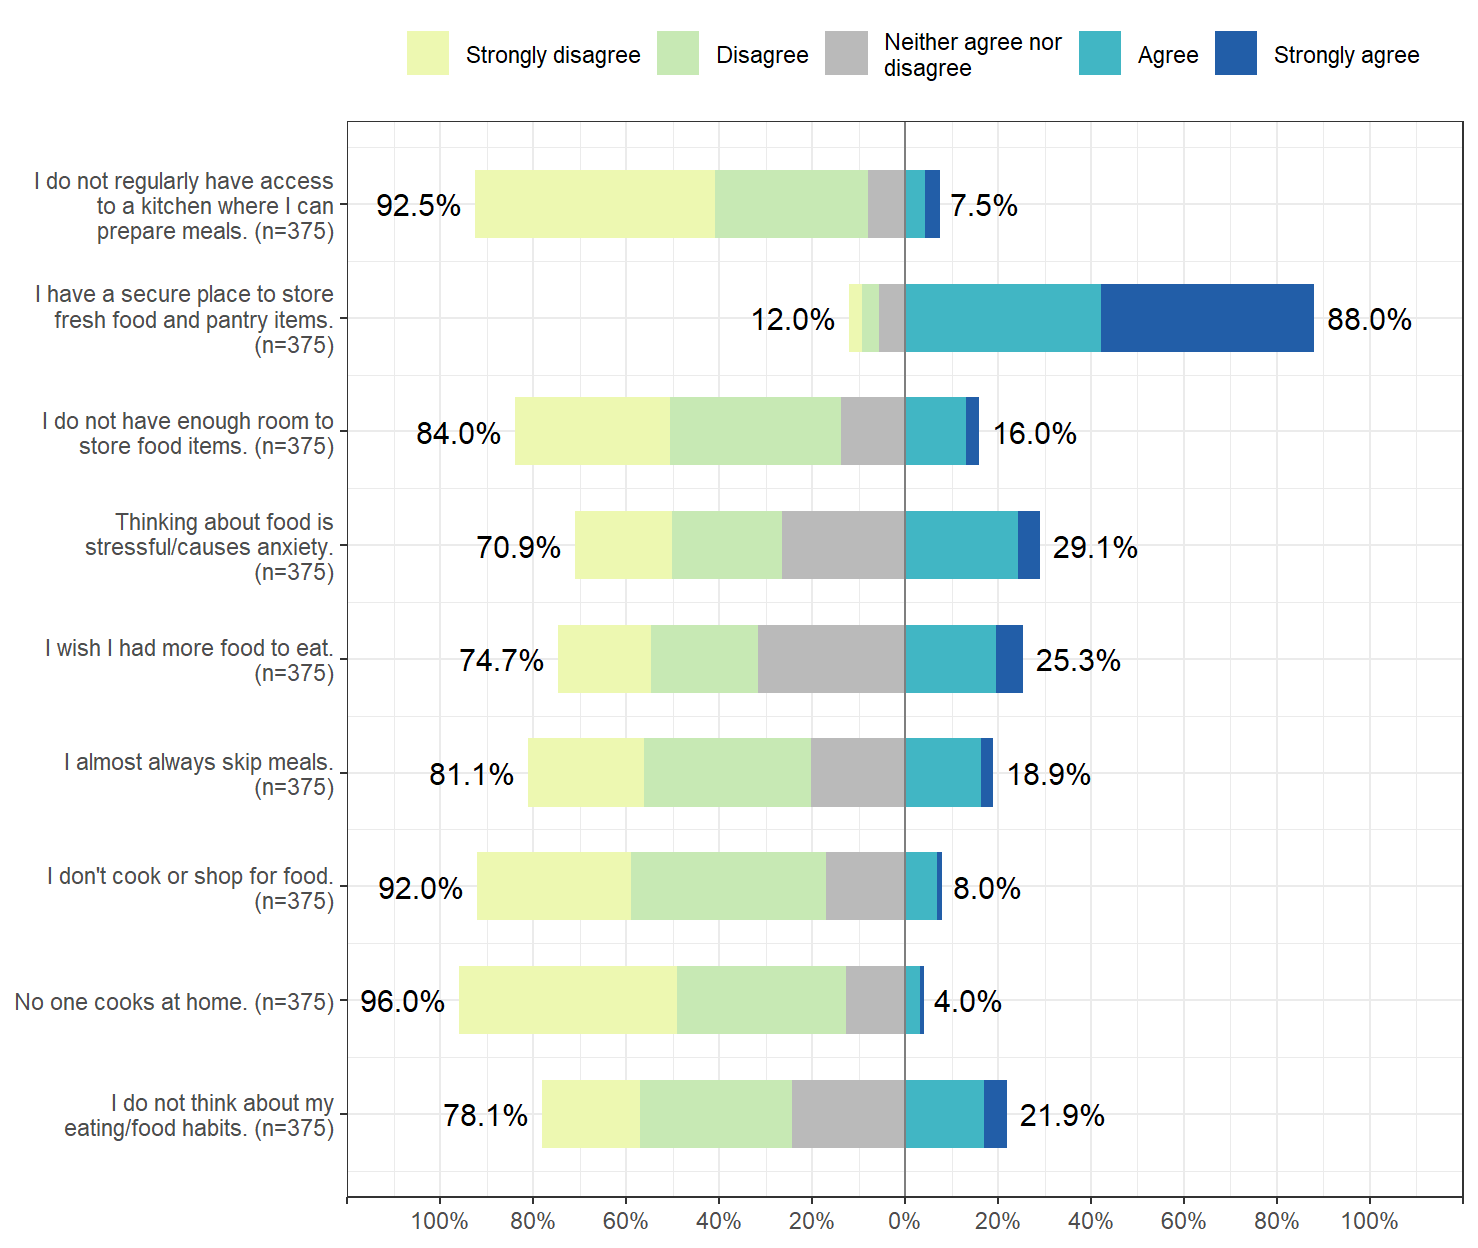 Strongly disagree
Disagree
Neither agree nor
disagree
Agree
Strongly agree
I do not regularly have access
to a kitchen where I can
prepare meals. (n=375)
92.5%
7.5%
I have a secure place to store
fresh food and pantry items.
(n=375)
12.0%
88.0%
I do not have enough room to
store food items. (n=375)
84.0%
16.0%
Thinking about food is
stressful/causes anxiety.
(n=375)
70.9%
29.1%
I wish I had more food to eat.
(n=375)
74.7%
25.3%
I almost always skip meals.
(n=375)
81.1%
18.9%
I don't cook or shop for food.
(n=375)
92.0%
8.0%
No one cooks at home. (n=375)
96.0%
4.0%
I do not think about my
eating/food habits. (n=375)
78.1%
21.9%
100% 80% 60% 40% 20% 0% 20% 40% 60% 80% 100%